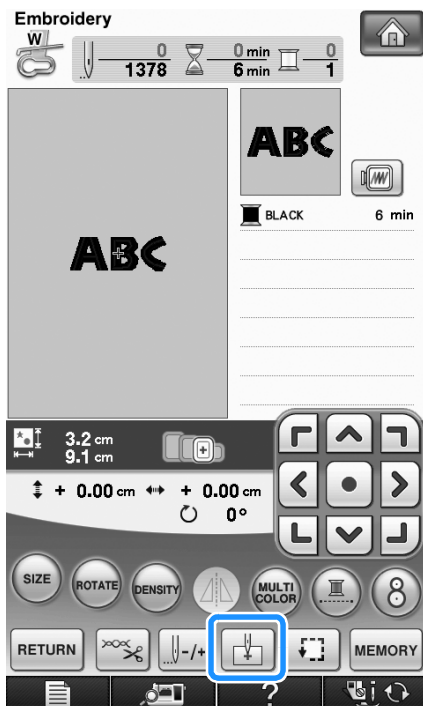 Embroidery
W
0 0 min 0
1378 6 min 1
ABC
BLACK 6 min
ABC
3.2 cm
9.1 cm
+ 0.00 cm + 0.00 cm
0°
SIZE ROTATE DENSITY MULTI COLOR 8
RETURN -/+ MEMORY
?